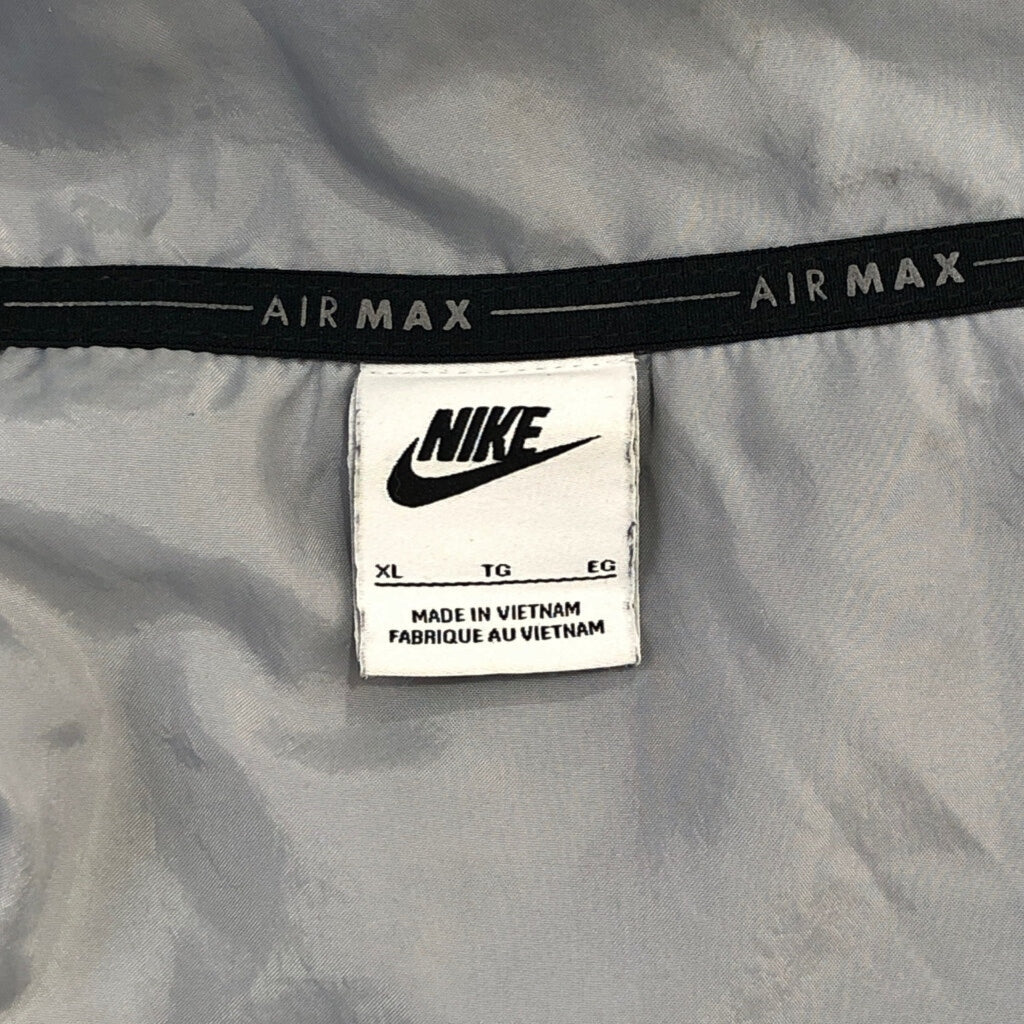 AIR MAX AIR MAX
NIKE
XL TG EG
MADE IN VIETNAM
FABRIQUE AU VIETNAM